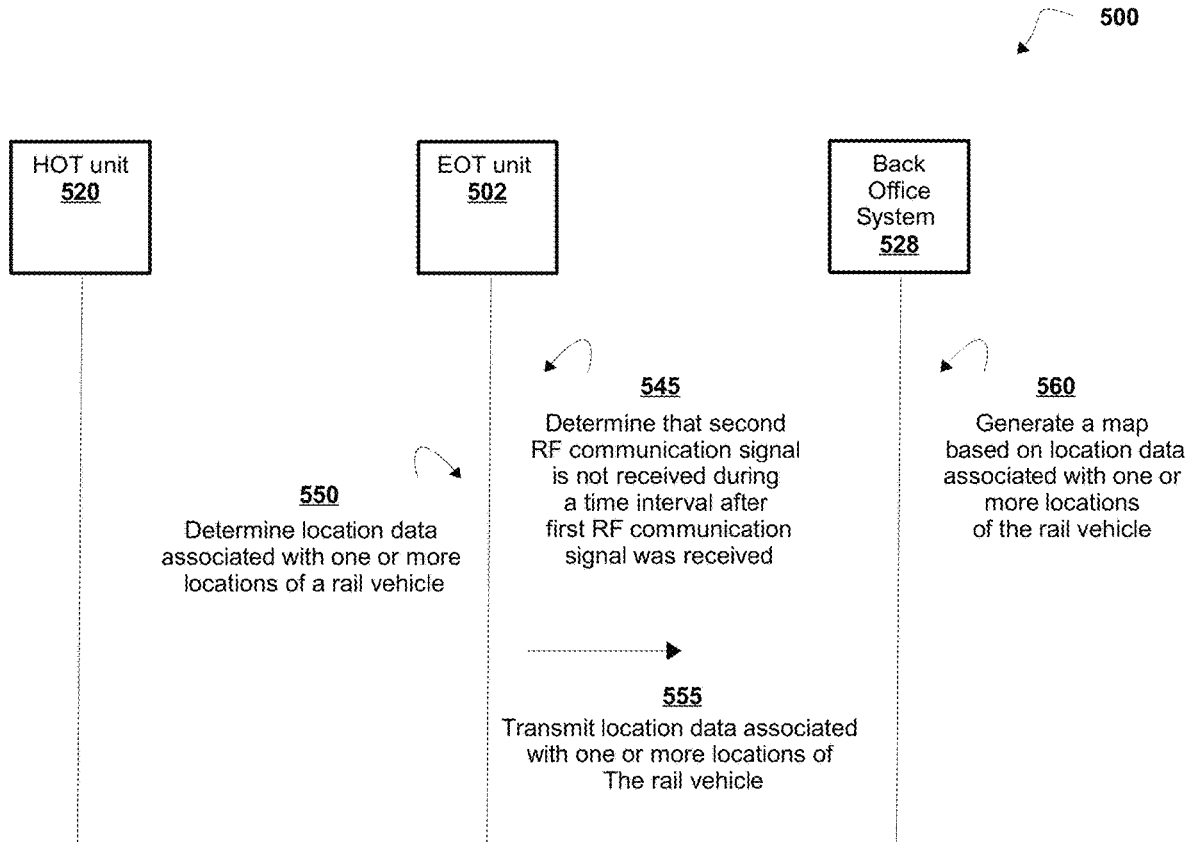 500
HOT unit
520
EOT unit
502
Back
Office
System
528
545
Determine that second
RF communication signal
is not received during
a time interval after
first RF communication
signal was received
560
Generate a map
based on location data
associated with one or
more locations
of the rail vehicle
550
Determine location data
associated with one or more
locations of a rail vehicle
555
Transmit location data associated
with one or more locations of
The rail vehicle